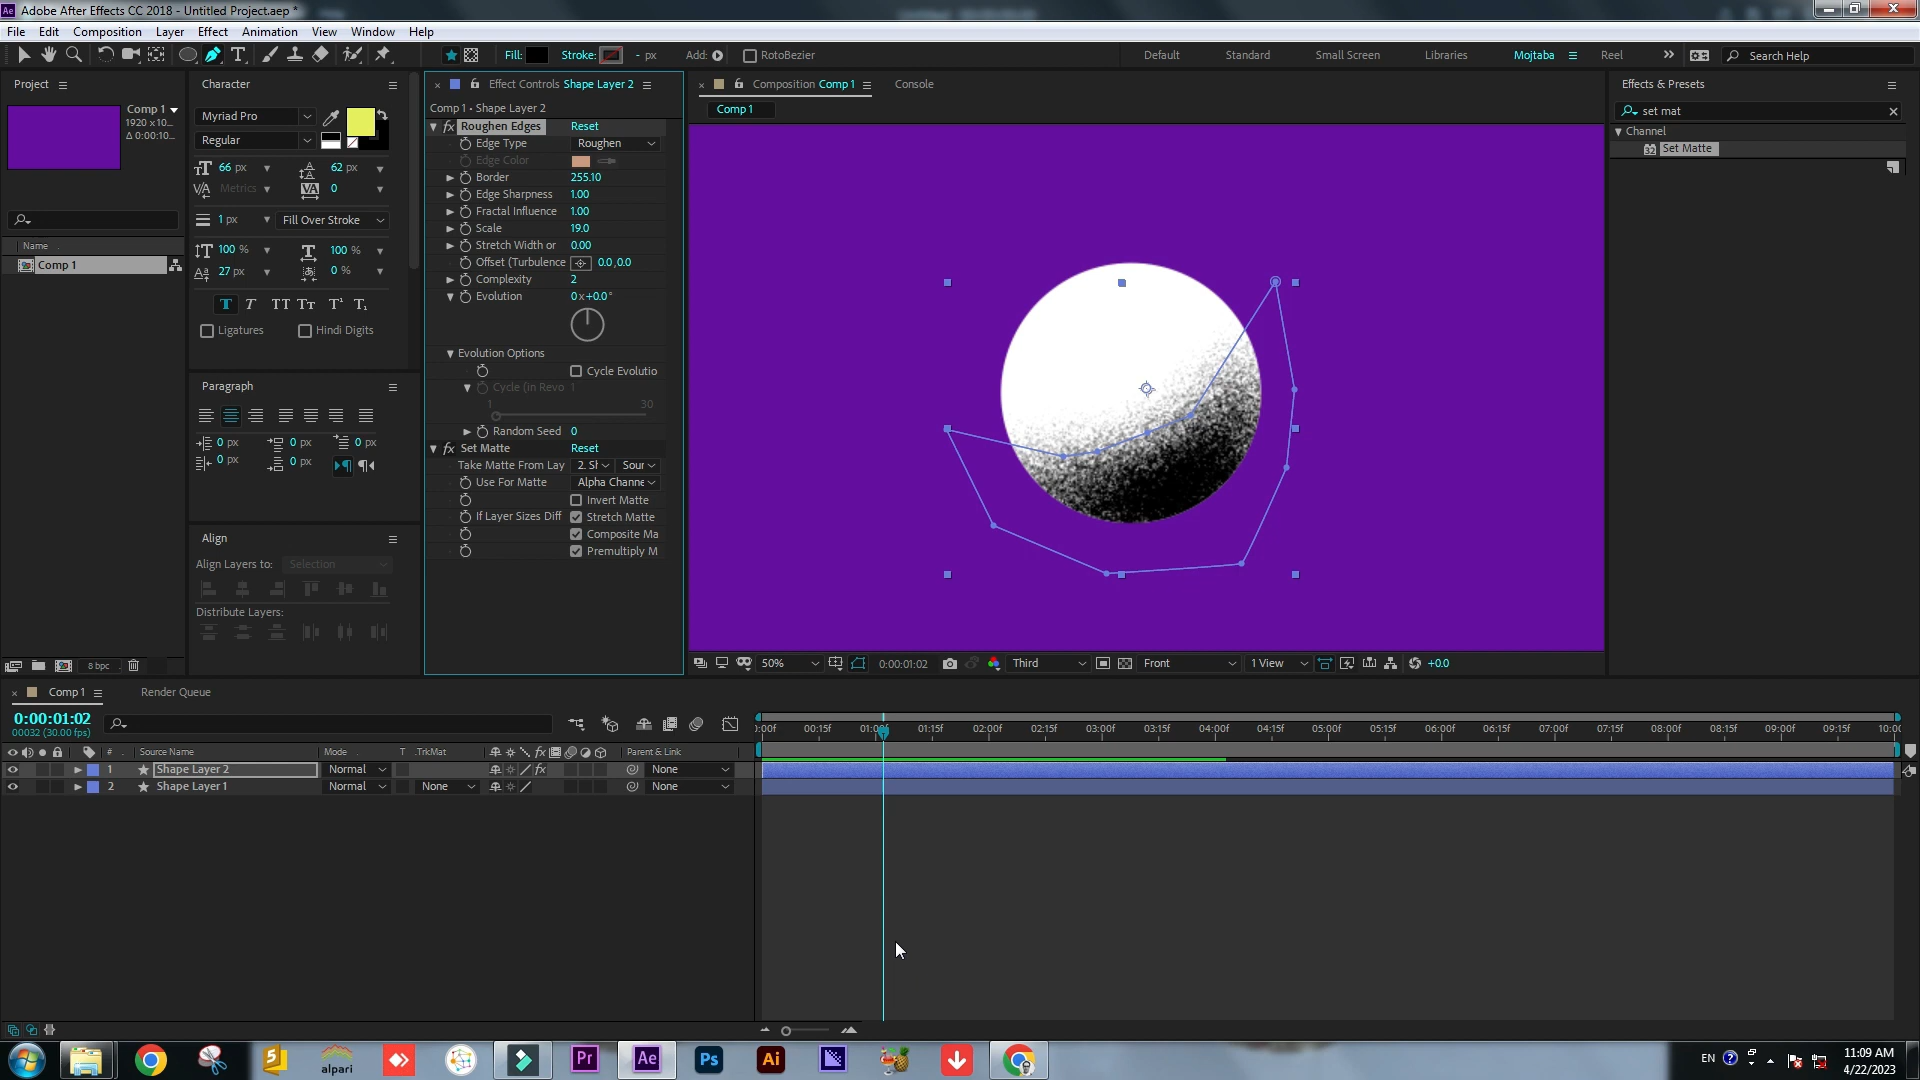 Adobe After Effects CC 2018 - Untitled Project.aep *
File Edit Composition Layer Effect Animation View Window Help
Fill: Stroke: - px Add: RotoBezier Default Standard Small Screen Libraries Mojtaba Reel Search Help
Project
Comp 1
1920 x10...
Δ 0:00:10...
Name
Comp 1
8 bpc
Character
Myriad Pro
Regular
66 px 62 px
Metrics 0
1 px Fill Over Stroke
100 % 100 %
27 px 0 %
Ligatures Hindi Digits
Paragraph
0 px 0 px 0 px
0 px 0 px
Align
Align Layers to: Selection
Distribute Layers:
Effect Controls Shape Layer 2
Comp 1 • Shape Layer 2
fx Roughen Edges Reset
Edge Type Roughen
Edge Color
Border 255.10
Edge Sharpness 1.00
Fractal Influence 1.00
Scale 19.0
Stretch Width or 0.00
Offset (Turbulence 0.0,0.0
Complexity 2
Evolution 0x+0.0°
Evolution Options
Cycle Evolutio
Cycle (in Revo 1
1 30
Random Seed 0
fx Set Matte Reset
Take Matte From Lay 2. Sh Sour
Use For Matte Alpha Channe
Invert Matte
If Layer Sizes Diff Stretch Matte
Composite Ma
Premultiply M
Composition Comp 1 Console
Comp 1
50% 0:00:01:02 Third Front 1 View +0.0
Effects & Presets
set mat
Channel
32 Set Matte
Comp 1 Render Queue
0:00:01:02
00032 (30.00 fps)
# Source Name Mode T .TrkMat fx Parent & Link
1 Shape Layer 2 Normal fx None
2 Shape Layer 1 Normal None None
):00f 00:15f 01:00f 01:15f 02:00f 02:15f 03:00f 03:15f 04:00f 04:15f 05:00f 05:15f 06:00f 06:15f 07:00f 07:15f 08:00f 08:15f 09:00f 09:15f 10:00
alpari Pr Ae Ps Ai
EN 11:09 AM
4/22/2023